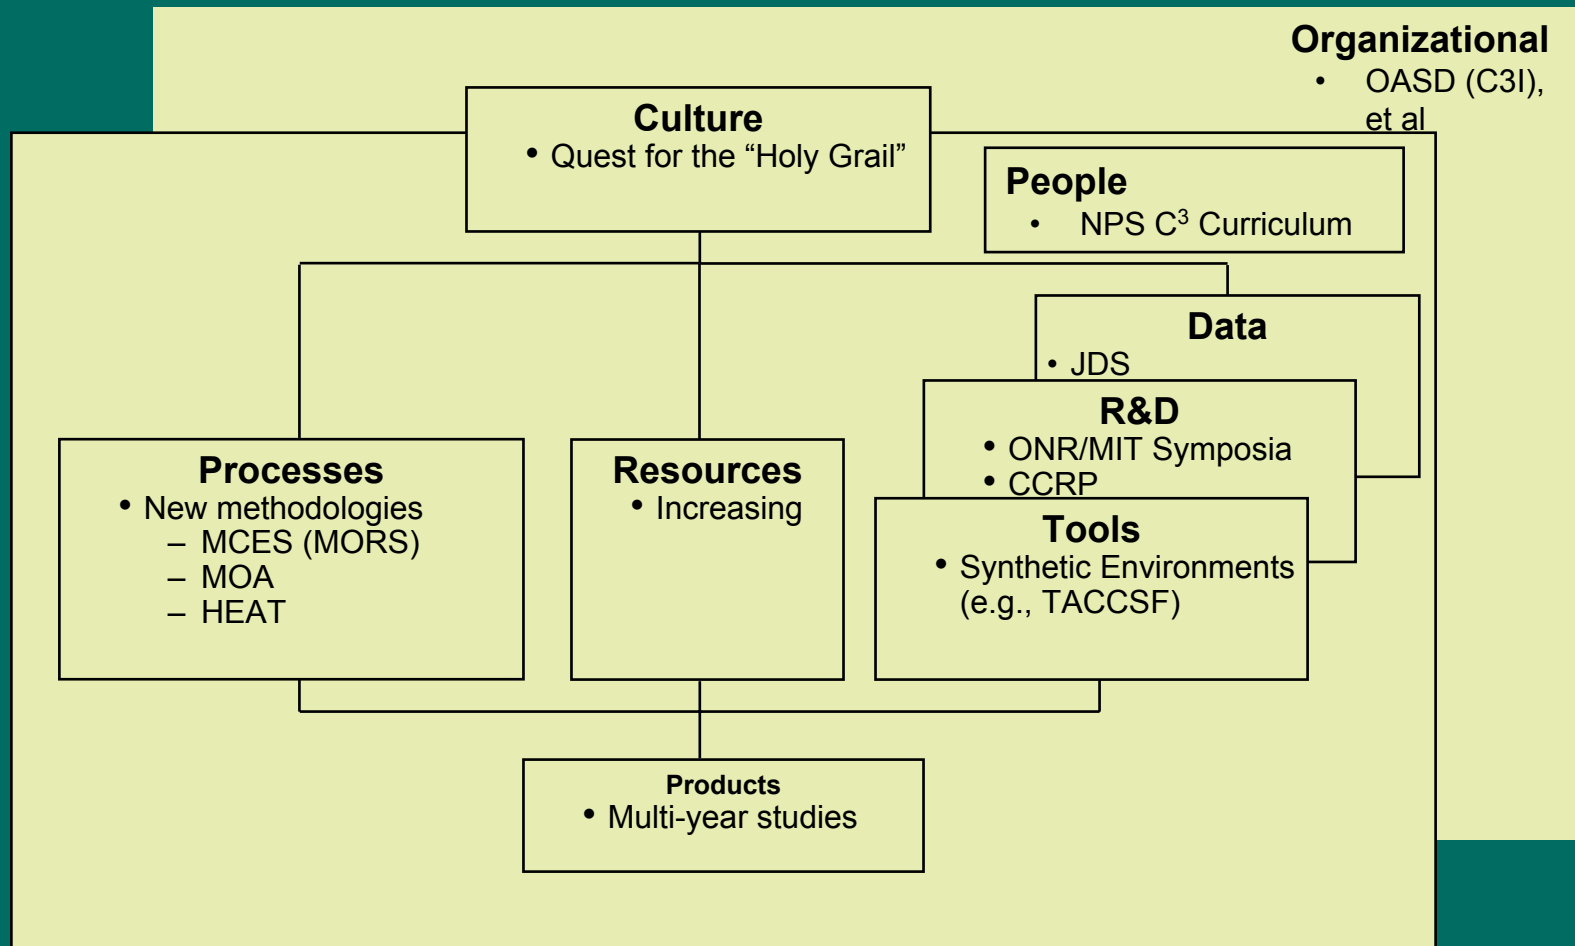 Organizational
• OASD (C3I),
et al
Culture
• Quest for the “Holy Grail”
People
• NPS C³ Curriculum
Data
• JDS
R&D
• ONR/MIT Symposia
• CCRP
Processes
• New methodologies
– MCES (MORS)
– MOA
– HEAT
Resources
• Increasing
Tools
• Synthetic Environments
(e.g., TACCSF)
Products
• Multi-year studies